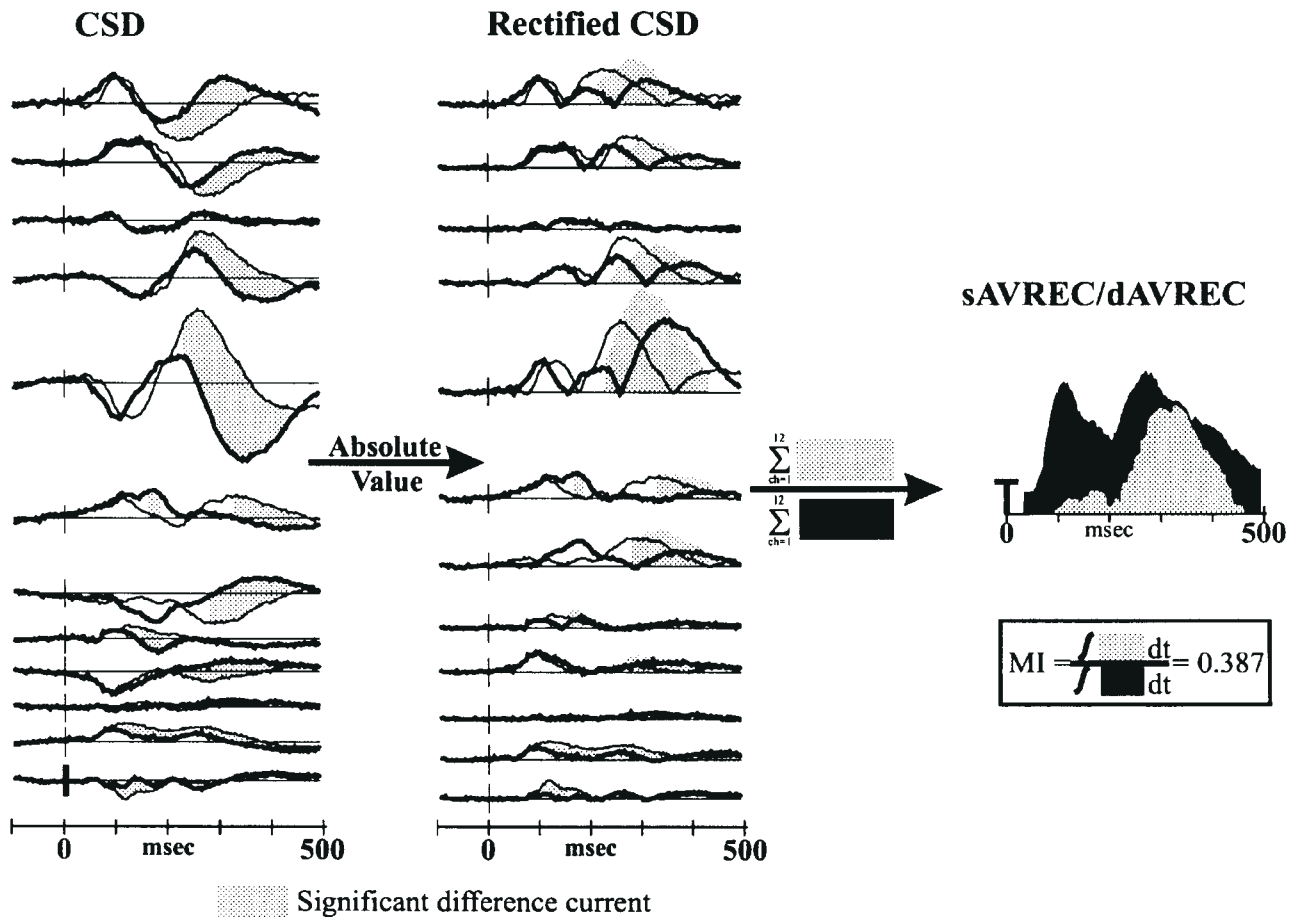 CSD
Rectified CSD
sAVREC/dAVREC
Absolute
Value
12
∑
ch=1
12
∑
ch=1
0
msec
500
MI = ∫ dt
∫ dt
= 0.387
0
msec
500
0
msec
500
Significant difference current